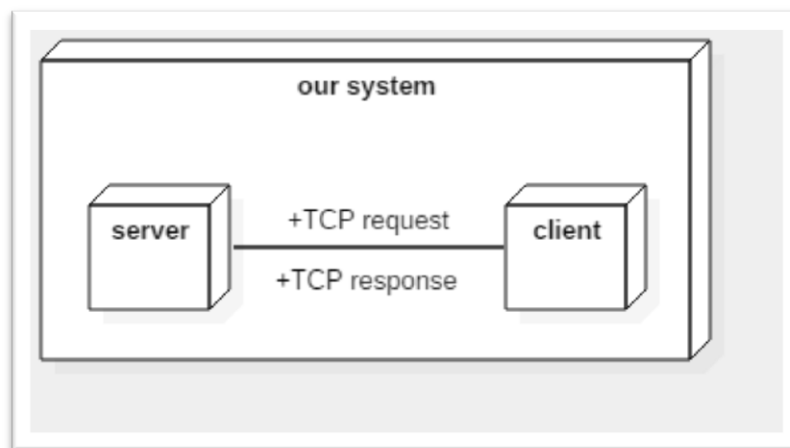 our system
server
+TCP request
client
+TCP response